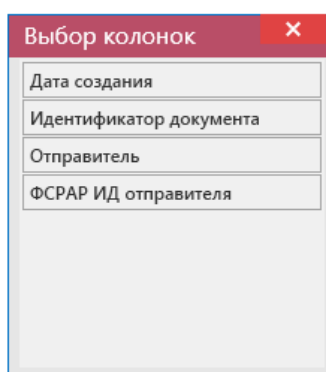 Выбор колонок
Дата создания
Идентификатор документа
Отправитель
ФСРАР ИД отправителя